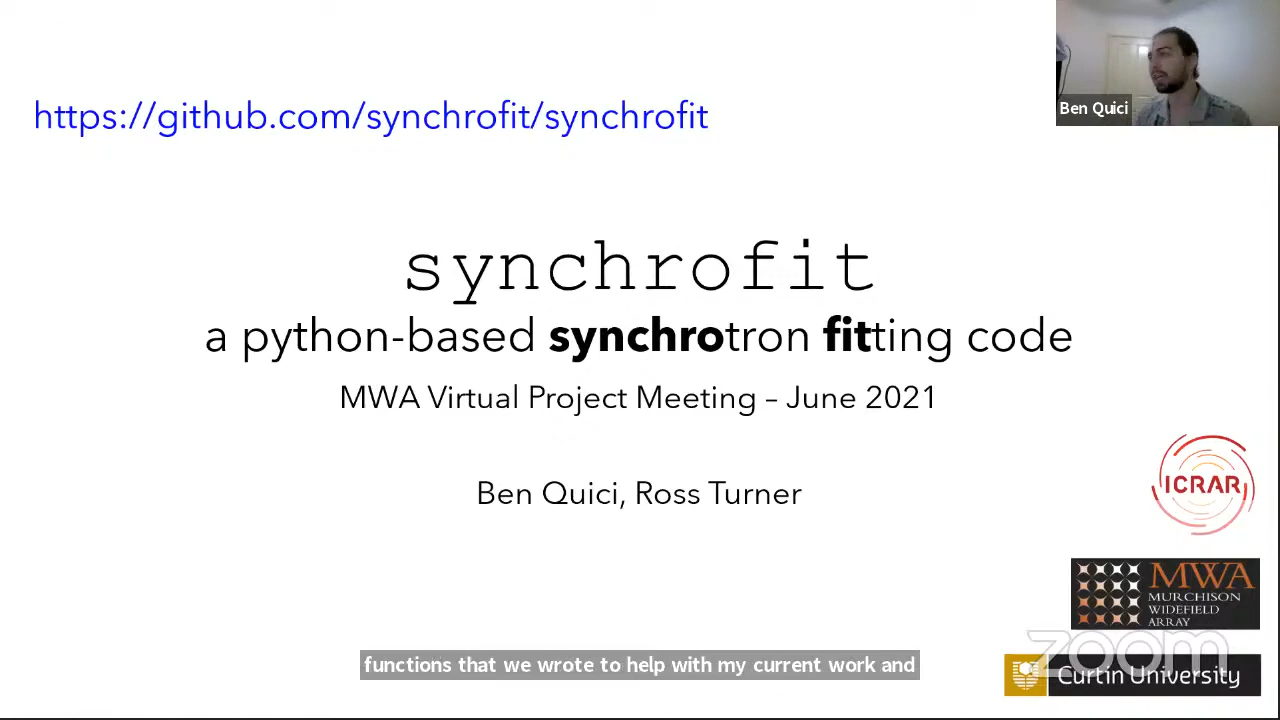 https://github.com/synchrofit/synchrofit
Ben Quici
synchrofit
a python-based synchrotron fitting code
MWA Virtual Project Meeting – June 2021
Ben Quici, Ross Turner
ICRAR
MWA
MURCHISON
WIDEFIELD
ARRAY
zoom
Curtin University
functions that we wrote to help with my current work and